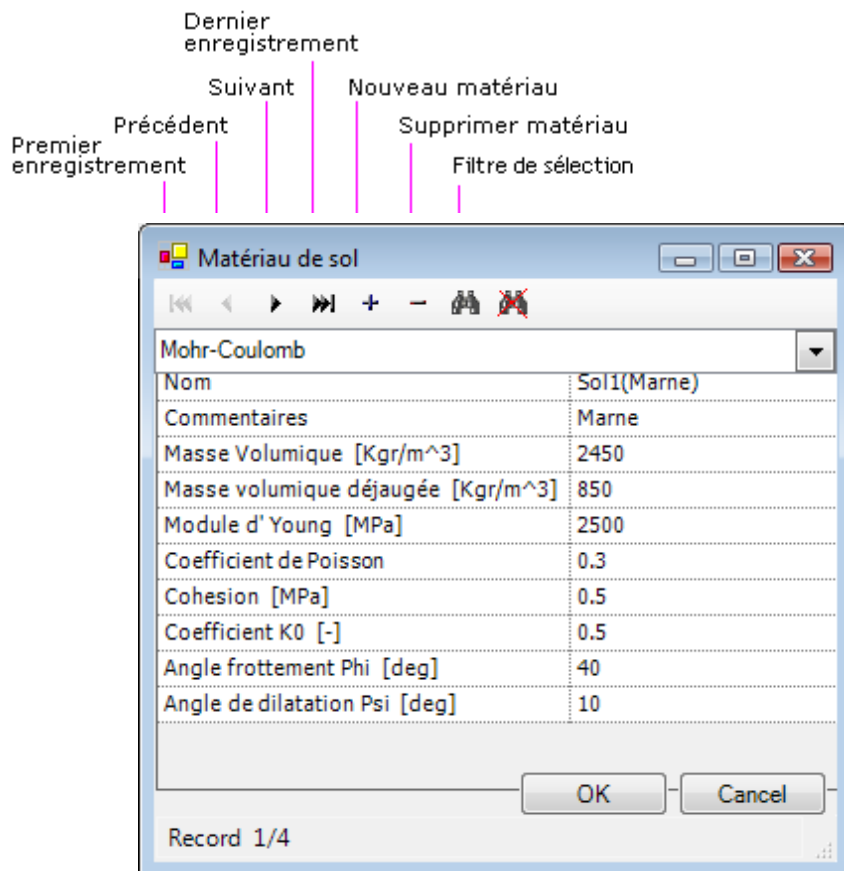 Dernier
enregistrement
Suivant
Nouveau matériau
Précédent
Supprimer matériau
Premier
enregistrement
Filtre de sélection
Matériau de sol
Mohr-Coulomb
Nom Sol1(Marne)
Commentaires Marne
Masse Volumique [Kgr/m^3] 2450
Masse volumique déjaugée [Kgr/m^3] 850
Module d' Young [MPa] 2500
Coefficient de Poisson 0.3
Cohesion [MPa] 0.5
Coefficient K0 [-] 0.5
Angle frottement Phi [deg] 40
Angle de dilatation Psi [deg] 10
OK Cancel
Record 1/4